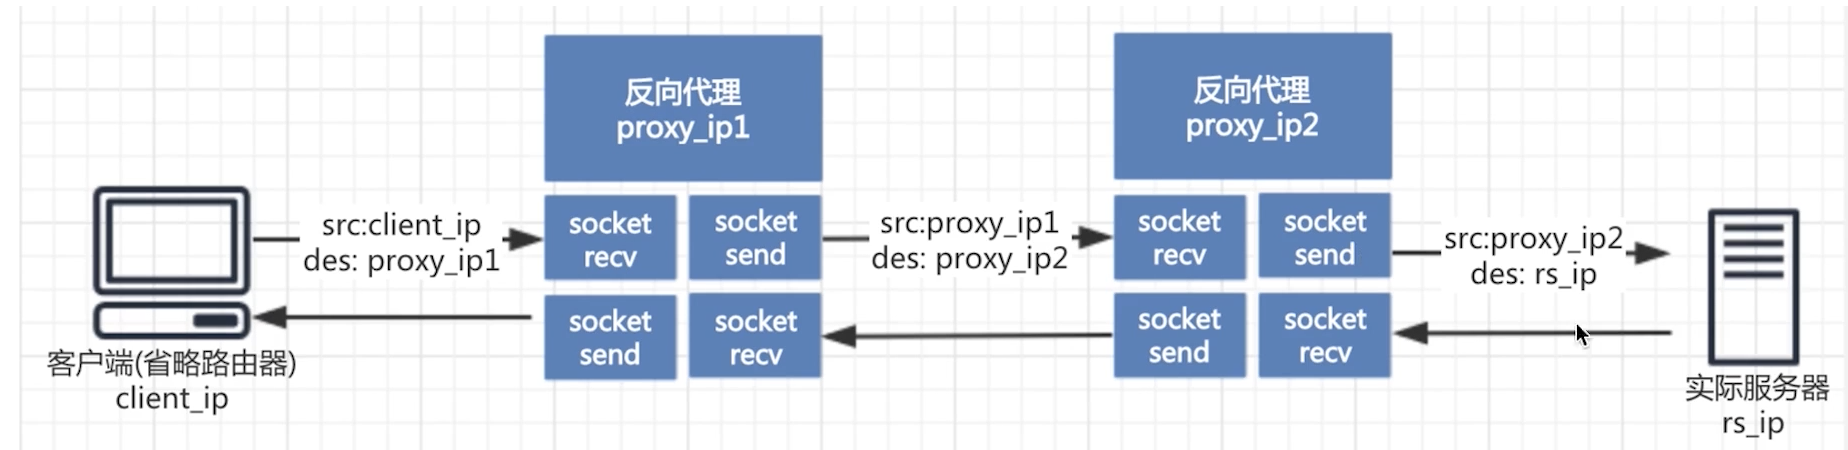 反向代理
proxy_ip1
反向代理
proxy_ip2
src:client_ip
des: proxy_ip1
socket
recv
socket
send
src:proxy_ip1
des: proxy_ip2
socket
recv
socket
send
src:proxy_ip2
des: rs_ip
socket
send
socket
recv
socket
send
socket
recv
客户端(省略路由器)
client_ip
实际服务器
rs_ip